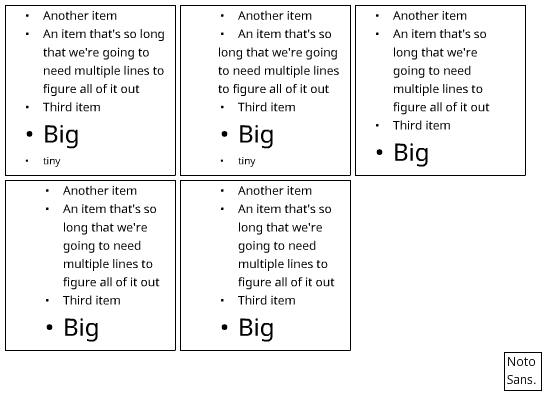 • Another item
• An item that's so long
that we're going to
need multiple lines to
figure all of it out
• Third item
• Big
• tiny
• Another item
• An item that's so
long that we're going
to need multiple lines
to figure all of it out
• Third item
• Big
• tiny
• Another item
• An item that's so
long that we're
going to need
multiple lines to
figure all of it out
• Third item
• Big
• Another item
• An item that's so
long that we're
going to need
multiple lines to
figure all of it out
• Third item
• Big
• Another item
• An item that's so
long that we're
going to need
multiple lines to
figure all of it out
• Third item
• Big
Noto
Sans.